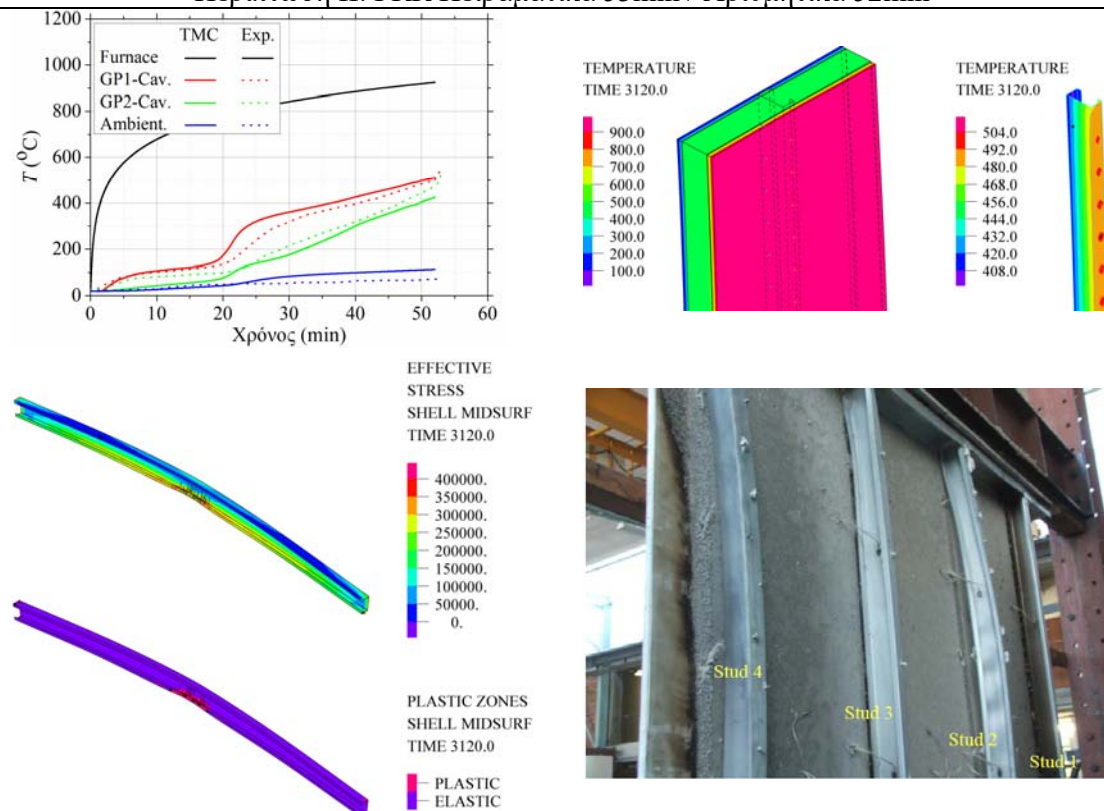 1200
1000
800
600
400
200
0
T (°C)
TMC Exp.
Furnace
GP1-Cav.
GP2-Cav.
Ambient.
0 10 20 30 40 50 60
Χρόνος (min)
TEMPERATURE
TIME 3120.0
900.0
800.0
700.0
600.0
500.0
400.0
300.0
200.0
100.0
TEMPERATURE
TIME 3120.0
504.0
492.0
480.0
468.0
456.0
444.0
432.0
420.0
408.0
EFFECTIVE
STRESS
SHELL MIDSURF
TIME 3120.0
400000.
350000.
300000.
250000.
200000.
150000.
100000.
50000.
0.
PLASTIC ZONES
SHELL MIDSURF
TIME 3120.0
PLASTIC
ELASTIC
Stud 4
Stud 3
Stud 2
Stud 1